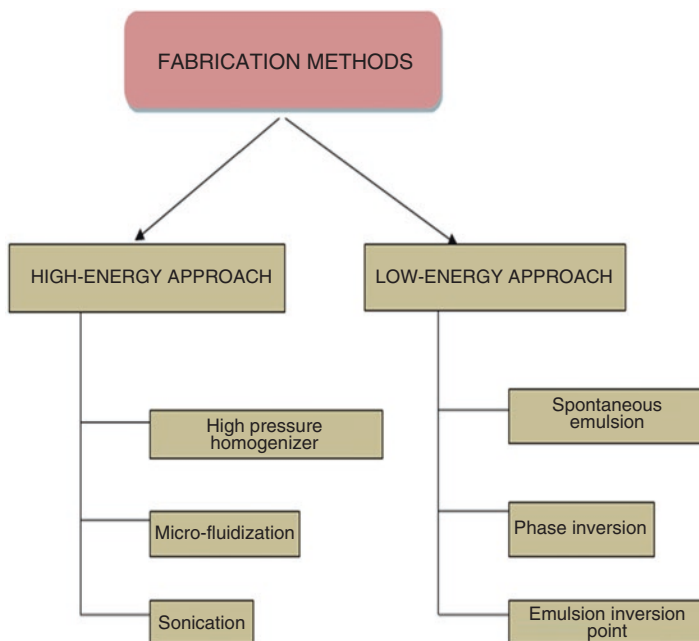 FABRICATION METHODS
HIGH-ENERGY APPROACH
High pressure
homogenizer
Micro-fluidization
Sonication
LOW-ENERGY APPROACH
Spontaneous
emulsion
Phase inversion
Emulsion inversion
point